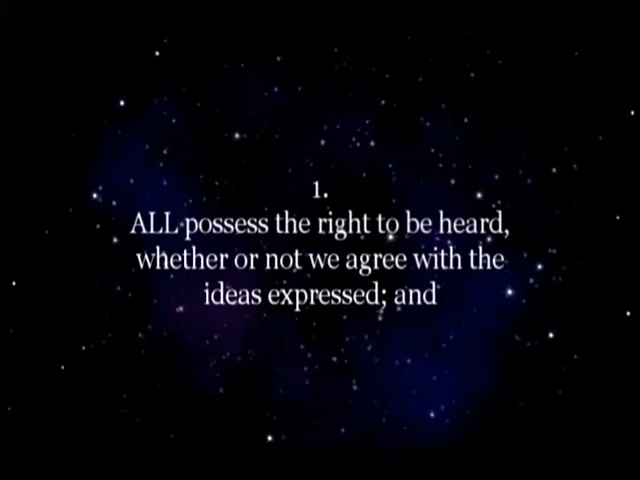 1.
ALL possess the right to be heard,
whether or not we agree with the
ideas expressed; and